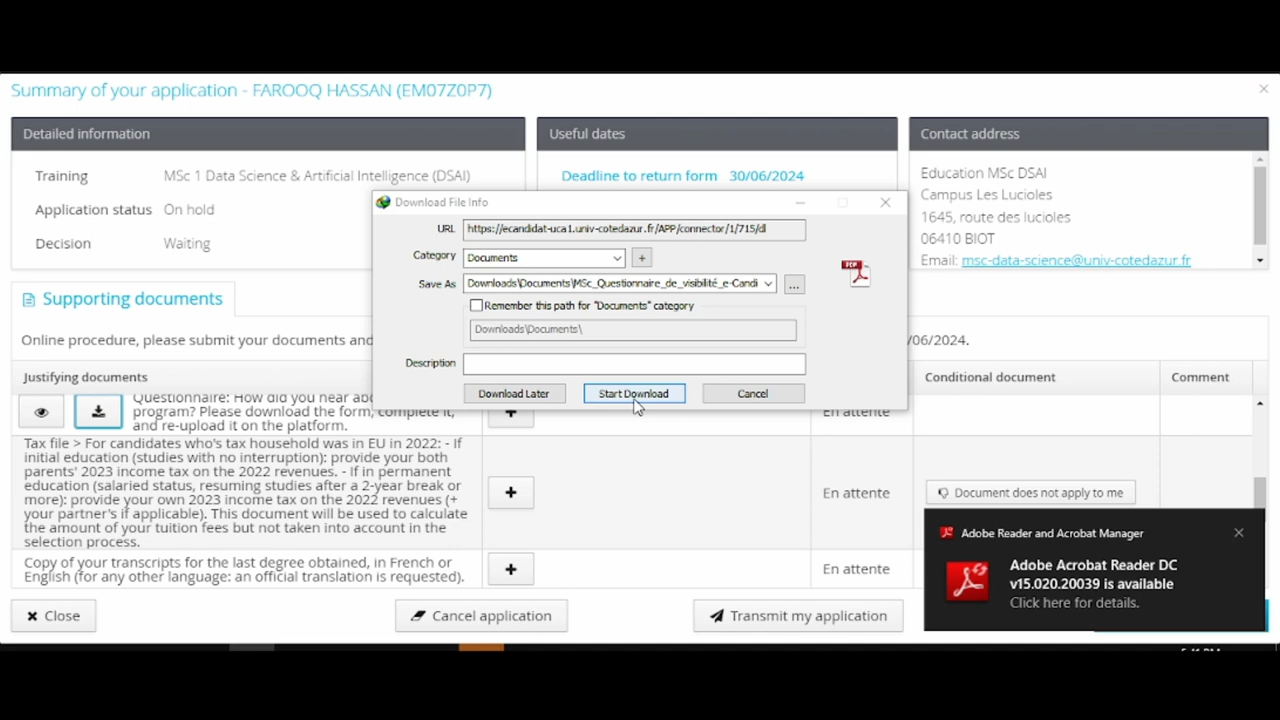 Summary of your application - FAROOQ HASSAN (EM07Z0P7)
Detailed information
Useful dates
Contact address
Training MSc 1 Data Science & Artificial Intelligence (DSAI)
Application status On hold
Decision Waiting
Deadline to return form 30/06/2024
Education MSc DSAI
Campus Les Lucioles
1645, route des lucioles
06410 BIOT
Email: msc-data-science@univ-cotedazur.fr
Download File Info
URL https://ecandidat-uca1.univ-cotedazur.fr/APP/connector/1/715/dl
Category Documents
+
Save As Downloads\Documents\MSc_Questionnaire_de_visibilité_e-Candi
...
PDF
Remember this path for "Documents" category
Downloads\Documents\
Description
Download Later
Start Download
Cancel
Supporting documents
Online procedure, please submit your documents and
/06/2024.
Justifying documents
Conditional document
Comment
Questionnaire: How did you hear abo
program? Please download the form, complete it,
and re-upload it on the platform.
+
En attente
Tax file > For candidates who's tax household was in EU in 2022: - If
initial education (studies with no interruption): provide your both
parents' 2023 income tax on the 2022 revenues. - If in permanent
education (salaried status, resuming studies after a 2-year break or
more): provide your own 2023 income tax on the 2022 revenues (+
your partner's if applicable). This document will be used to calculate
the amount of your tuition fees but not taken into account in the
selection process.
+
En attente
Document does not apply to me
Copy of your transcripts for the last degree obtained, in French or
English (for any other language: an official translation is requested).
+
En attente
Adobe Reader and Acrobat Manager
Adobe Acrobat Reader DC
v15.020.20039 is available
Click here for details.
Close
Cancel application
Transmit my application